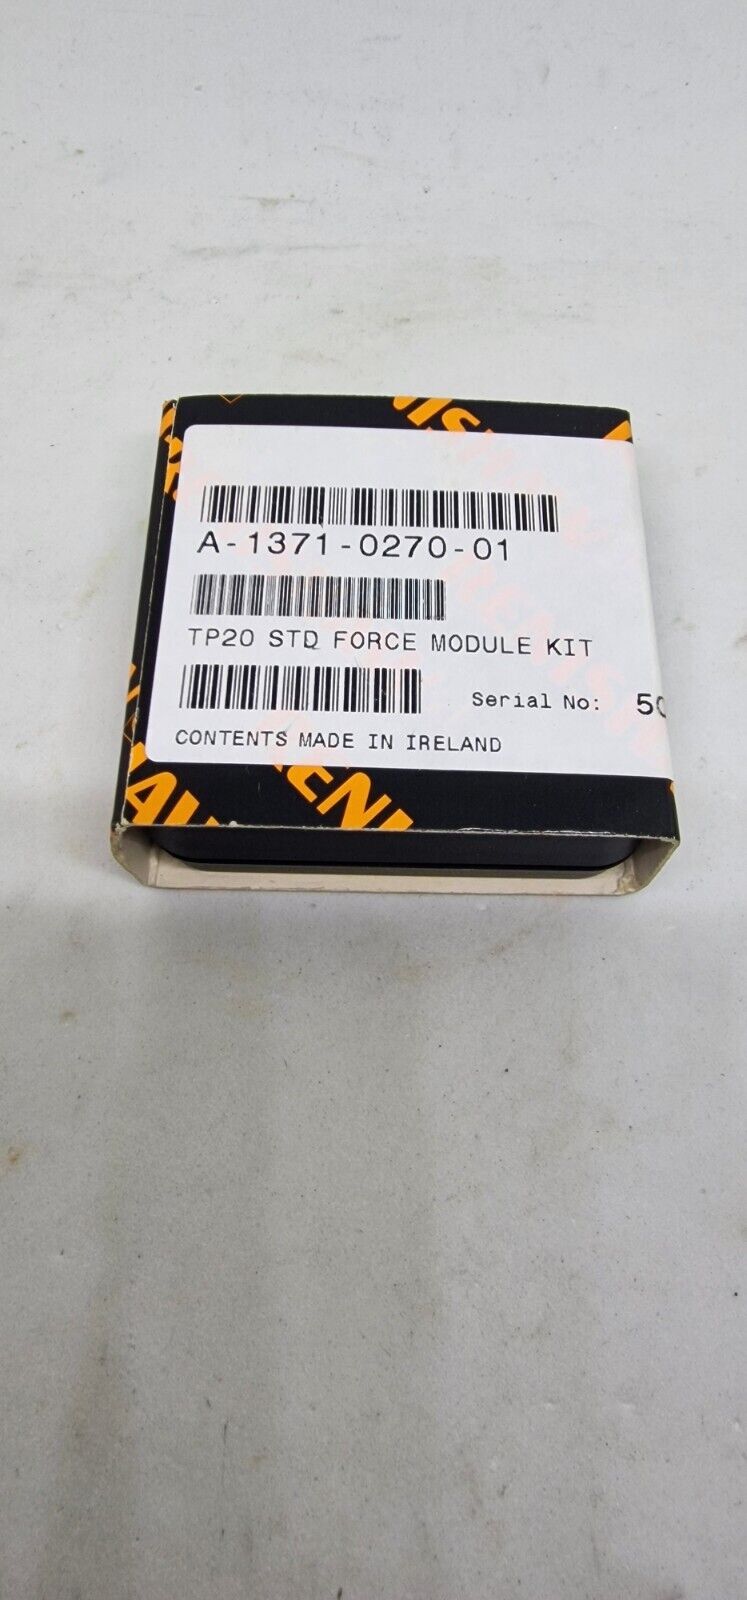 A-1371-0270-01
TP20 STD FORCE MODULE KIT
Serial No: 50
CONTENTS MADE IN IRELAND